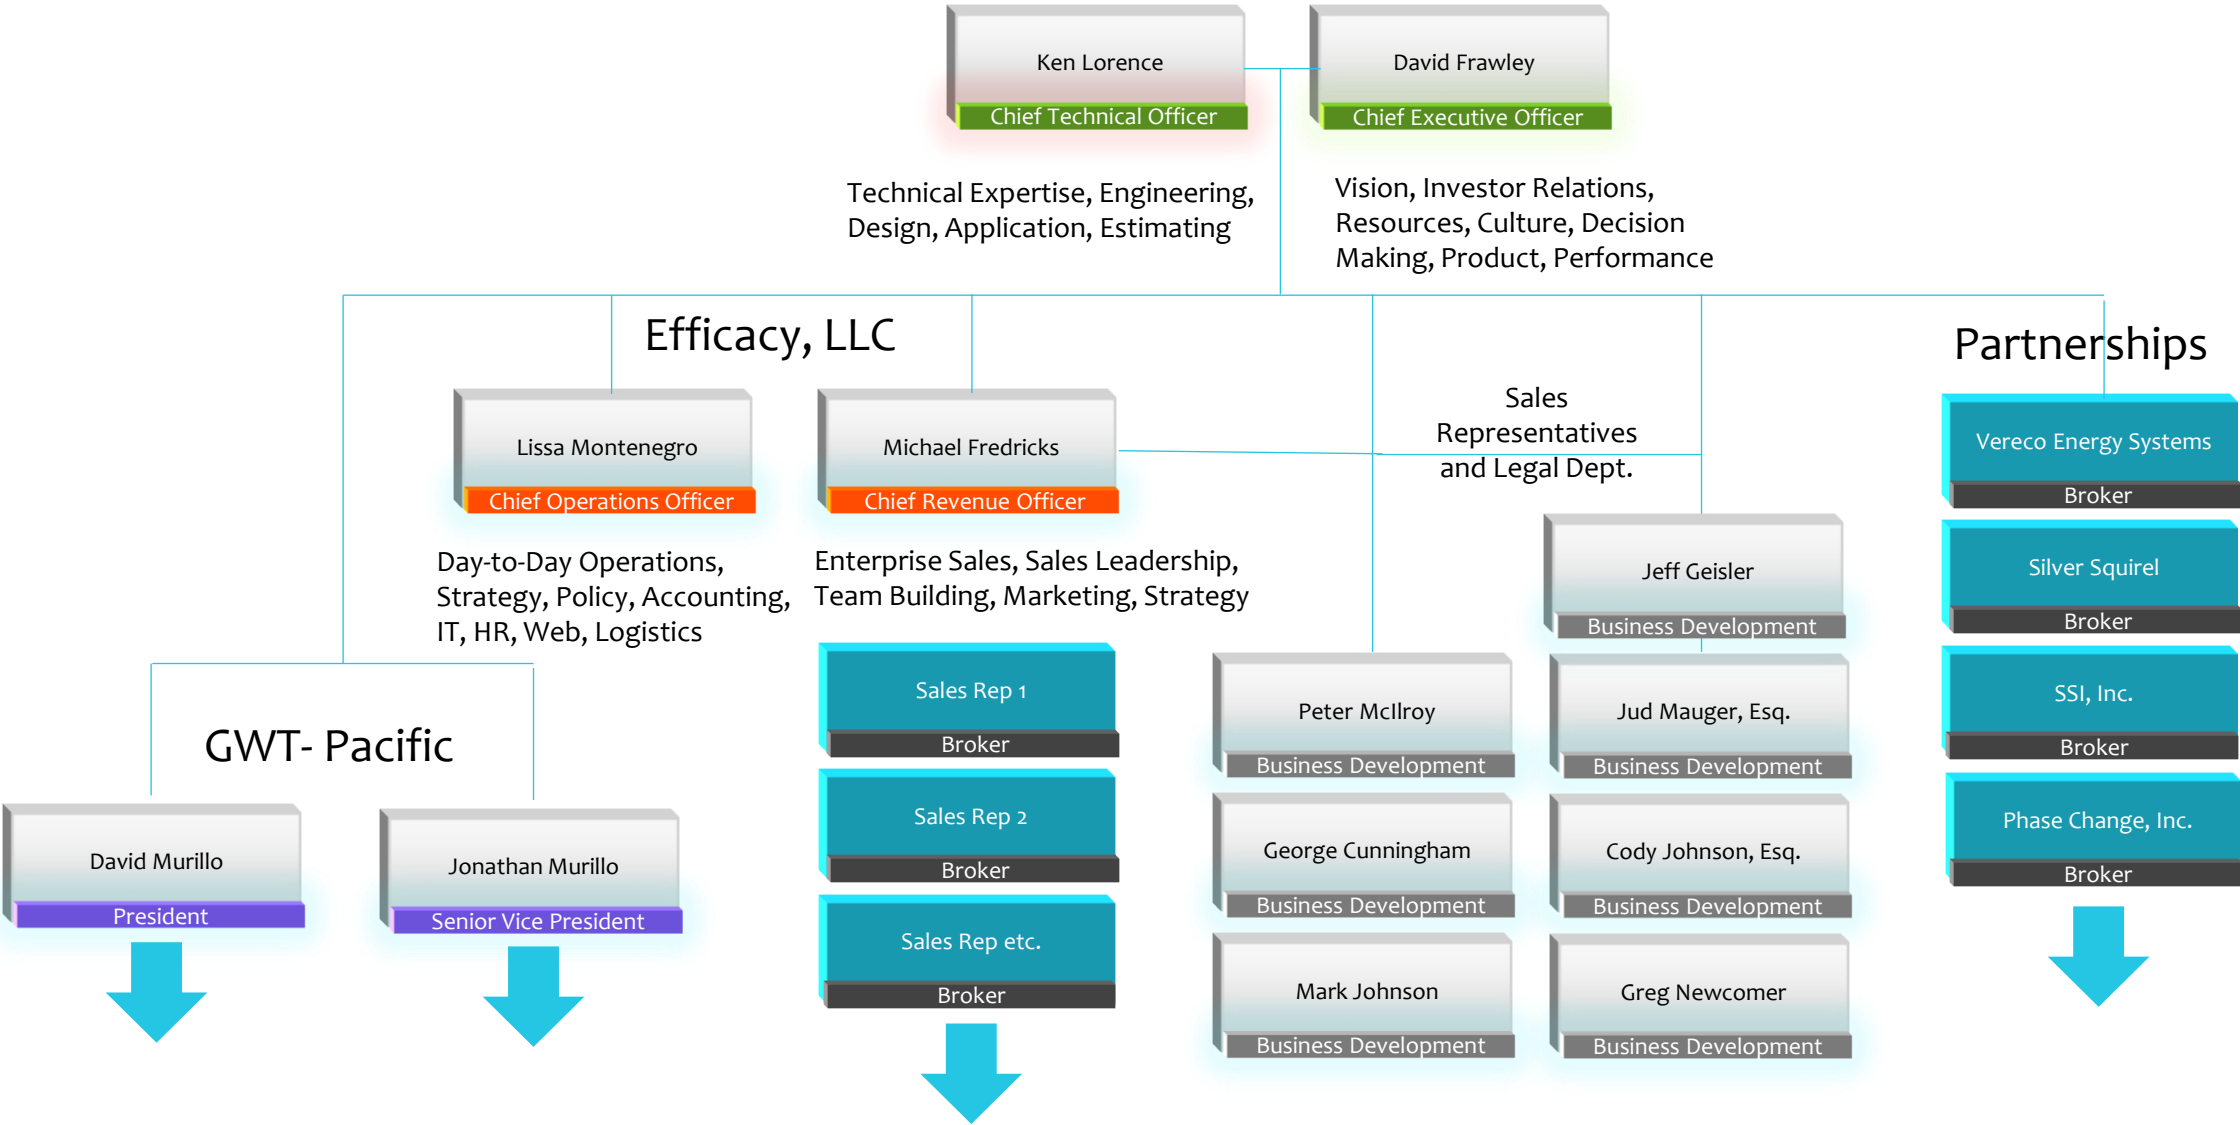 Ken Lorence
Chief Technical Officer
David Frawley
Chief Executive Officer
Technical Expertise, Engineering,
Design, Application, Estimating
Vision, Investor Relations,
Resources, Culture, Decision
Making, Product, Performance
Efficacy, LLC
Partnerships
Lissa Montenegro
Chief Operations Officer
Day-to-Day Operations,
Strategy, Policy, Accounting,
IT, HR, Web, Logistics
Michael Fredricks
Chief Revenue Officer
Enterprise Sales, Sales Leadership,
Team Building, Marketing, Strategy
Sales
Representatives
and Legal Dept.
GWT- Pacific
David Murillo
President
Jonathan Murillo
Senior Vice President
Sales Rep 1
Broker
Sales Rep 2
Broker
Sales Rep etc.
Broker
Peter McIlroy
Business Development
George Cunningham
Business Development
Mark Johnson
Business Development
Jeff Geisler
Business Development
Jud Mauger, Esq.
Business Development
Cody Johnson, Esq.
Business Development
Greg Newcomer
Business Development
Vereco Energy Systems
Broker
Silver Squirel
Broker
SSI, Inc.
Broker
Phase Change, Inc.
Broker